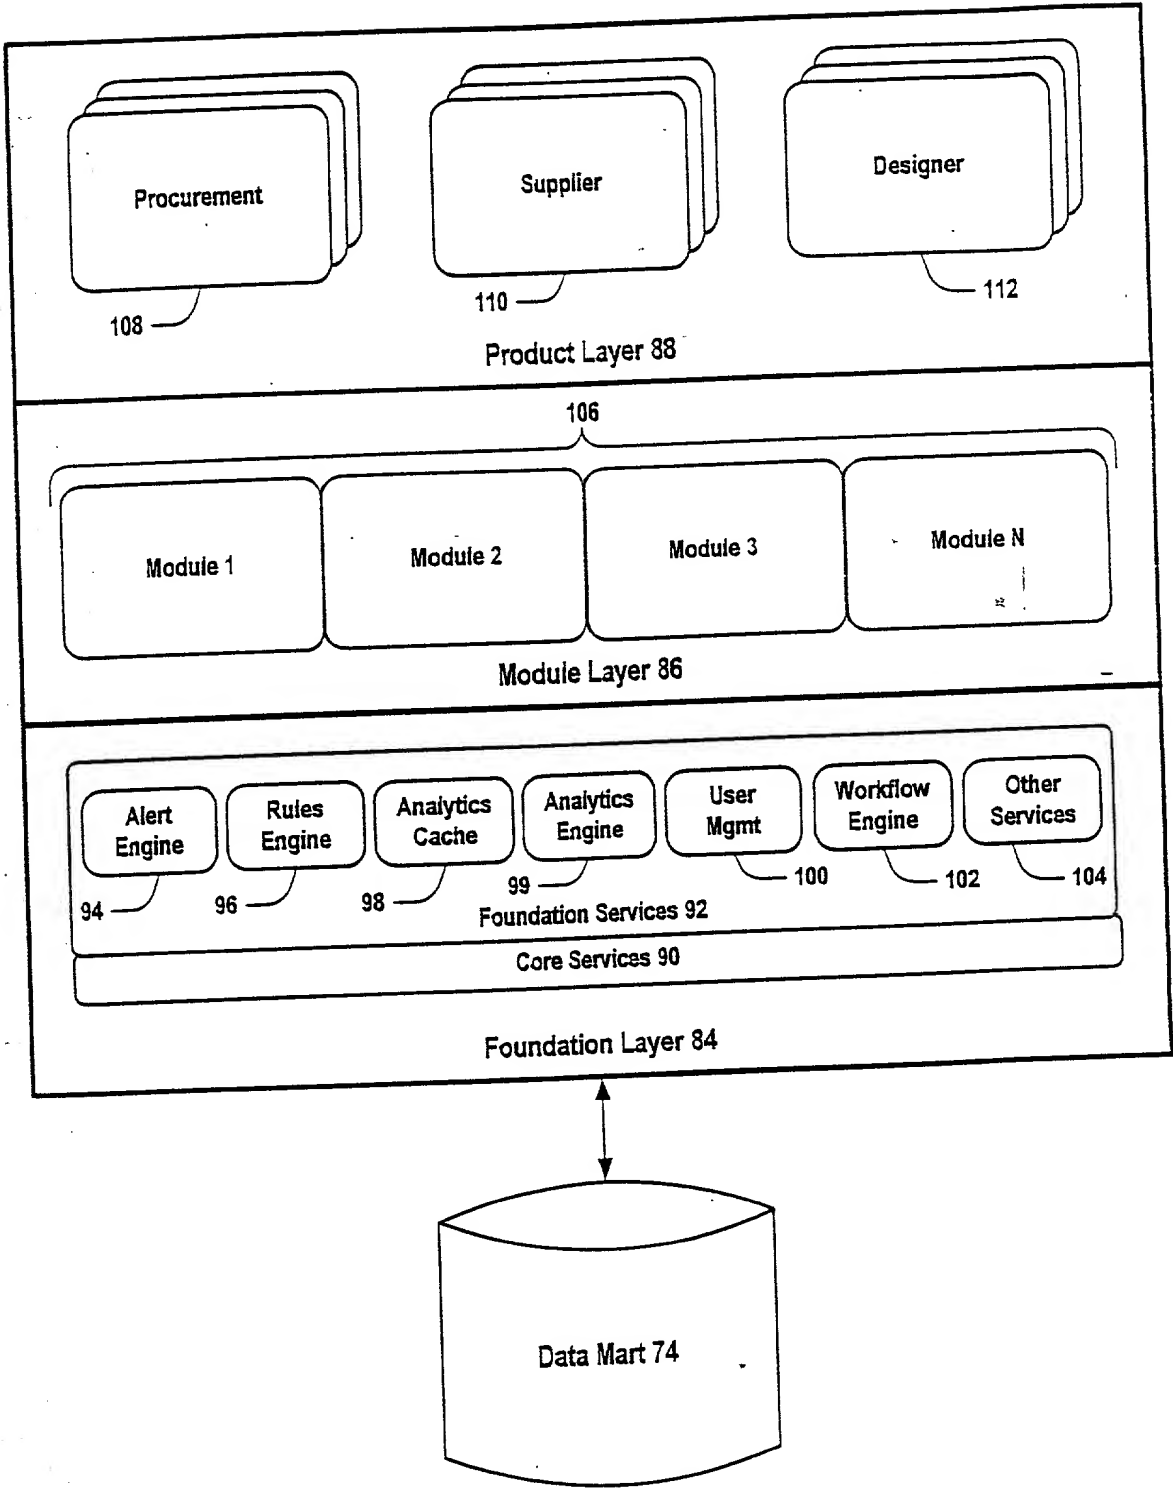 Procurement
Supplier
Designer
108
110
112
Product Layer 88
106
Module 1
Module 2
Module 3
Module N
Module Layer 86
Alert
Engine
Rules
Engine
Analytics
Cache
Analytics
Engine
User
Mgmt
Workflow
Engine
Other
Services
94
96
98
99
100
102
104
Foundation Services 92
Core Services 90
Foundation Layer 84
Data Mart 74